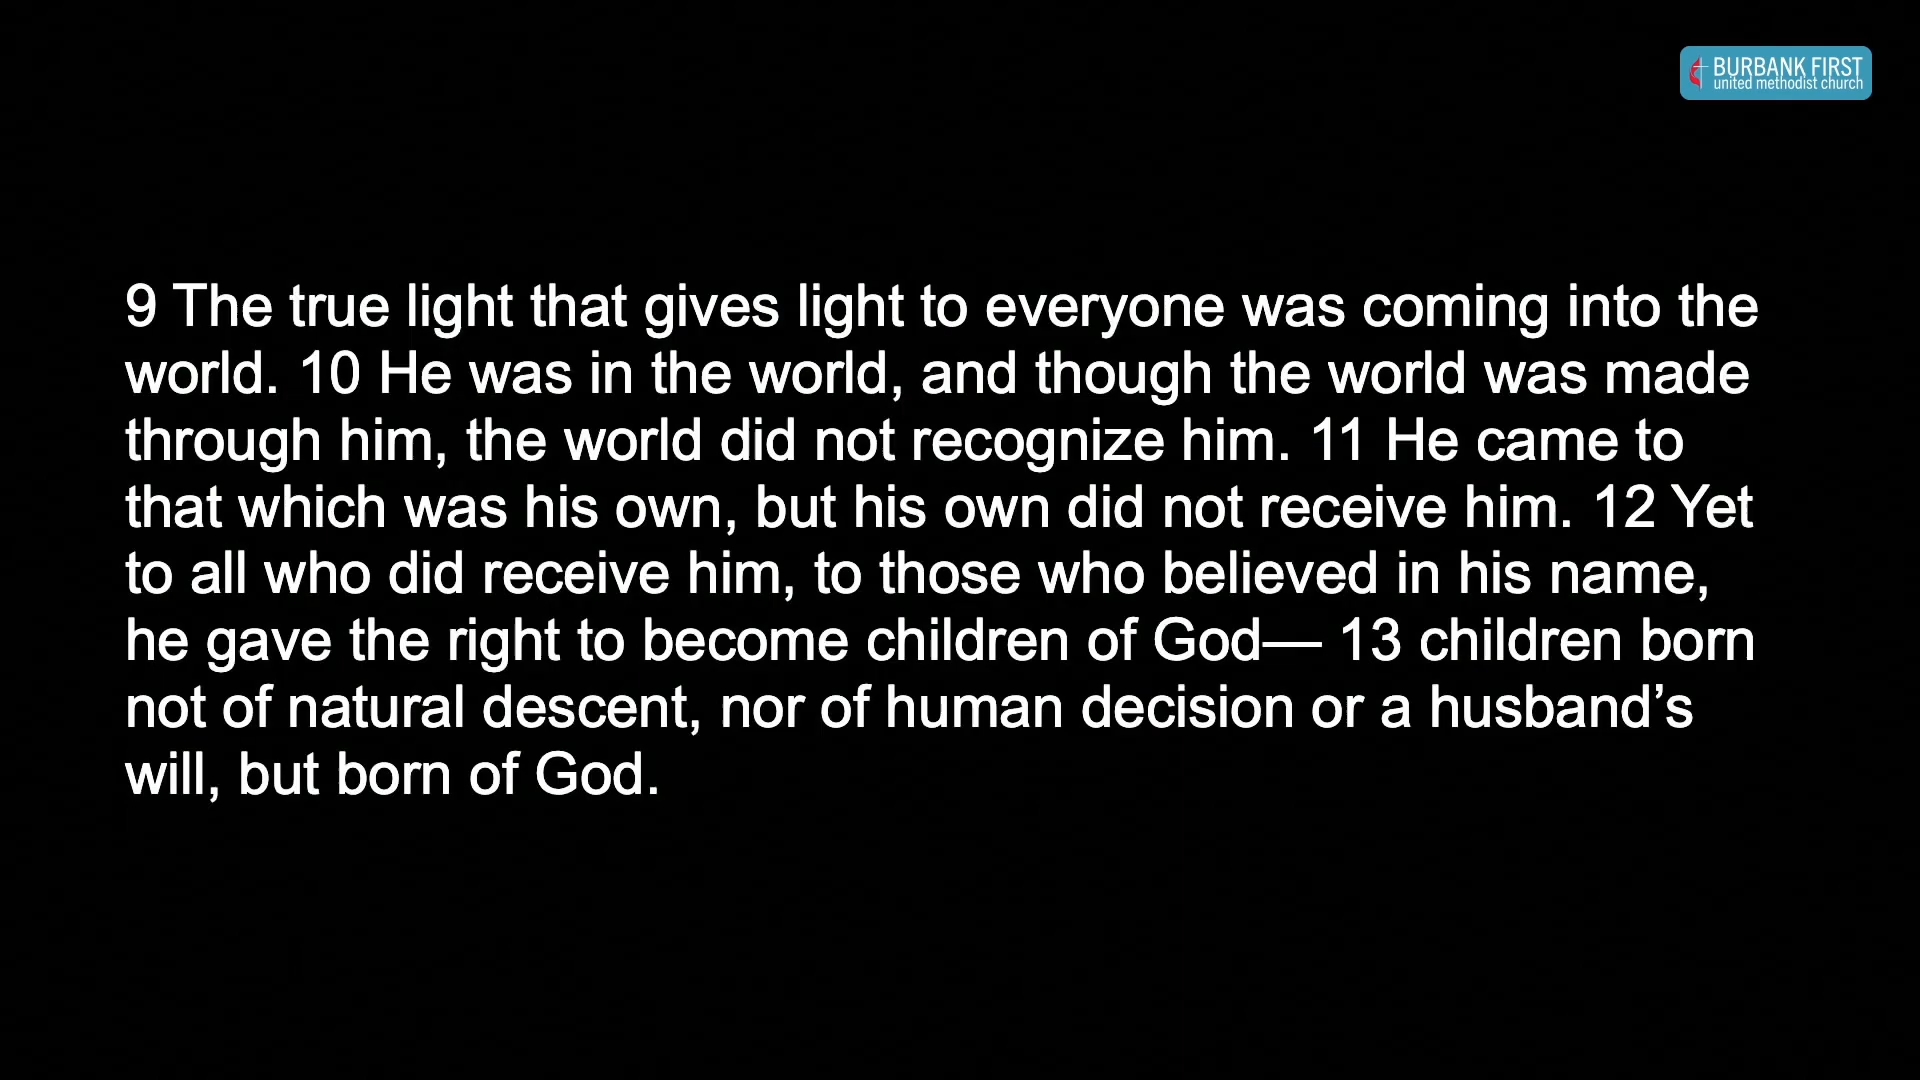 BURBANK FIRST
united methodist church
9 The true light that gives light to everyone was coming into the
world. 10 He was in the world, and though the world was made
through him, the world did not recognize him. 11 He came to
that which was his own, but his own did not receive him. 12 Yet
to all who did receive him, to those who believed in his name,
he gave the right to become children of God— 13 children born
not of natural descent, nor of human decision or a husband’s
will, but born of God.